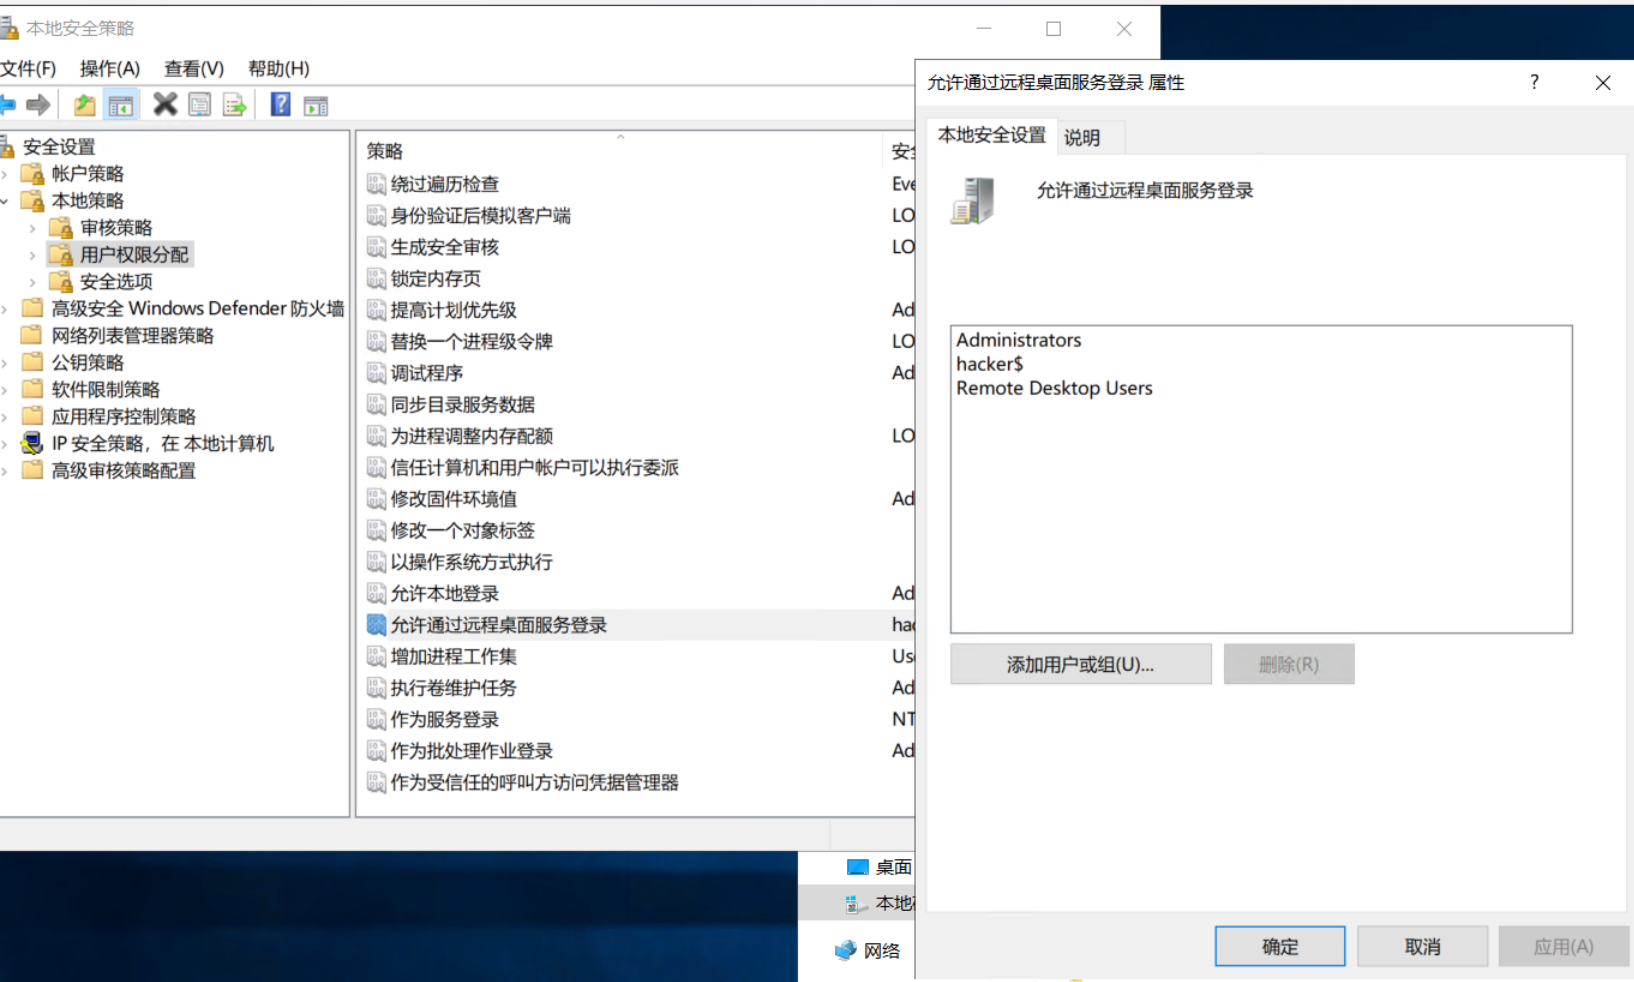 本地安全策略
文件(F) 操作(A) 查看(V) 帮助(H)
安全设置
帐户策略
本地策略
审核策略
用户权限分配
安全选项
高级安全 Windows Defender 防火墙
网络列表管理器策略
公钥策略
软件限制策略
应用程序控制策略
IP 安全策略，在 本地计算机
高级审核策略配置
策略 安
绕过遍历检查 Eve
身份验证后模拟客户端 LO
生成安全审核 LO
锁定内存页
提高计划优先级 Ad
替换一个进程级令牌 LO
调试程序 Ad
同步目录服务数据
为进程调整内存配额 LO
信任计算机和用户帐户可以执行委派
修改固件环境值 Ad
修改一个对象标签
以操作系统方式执行
允许本地登录 Ad
允许通过远程桌面服务登录 hac
增加进程工作集 Us
执行卷维护任务 Ad
作为服务登录 NT
作为批处理作业登录 Ad
作为受信任的呼叫方访问凭据管理器
允许通过远程桌面服务登录 属性
本地安全设置 说明
允许通过远程桌面服务登录
Administrators
hacker$
Remote Desktop Users
添加用户或组(U)... 删除(R)
确定 取消 应用(A)
桌面
本地
网络